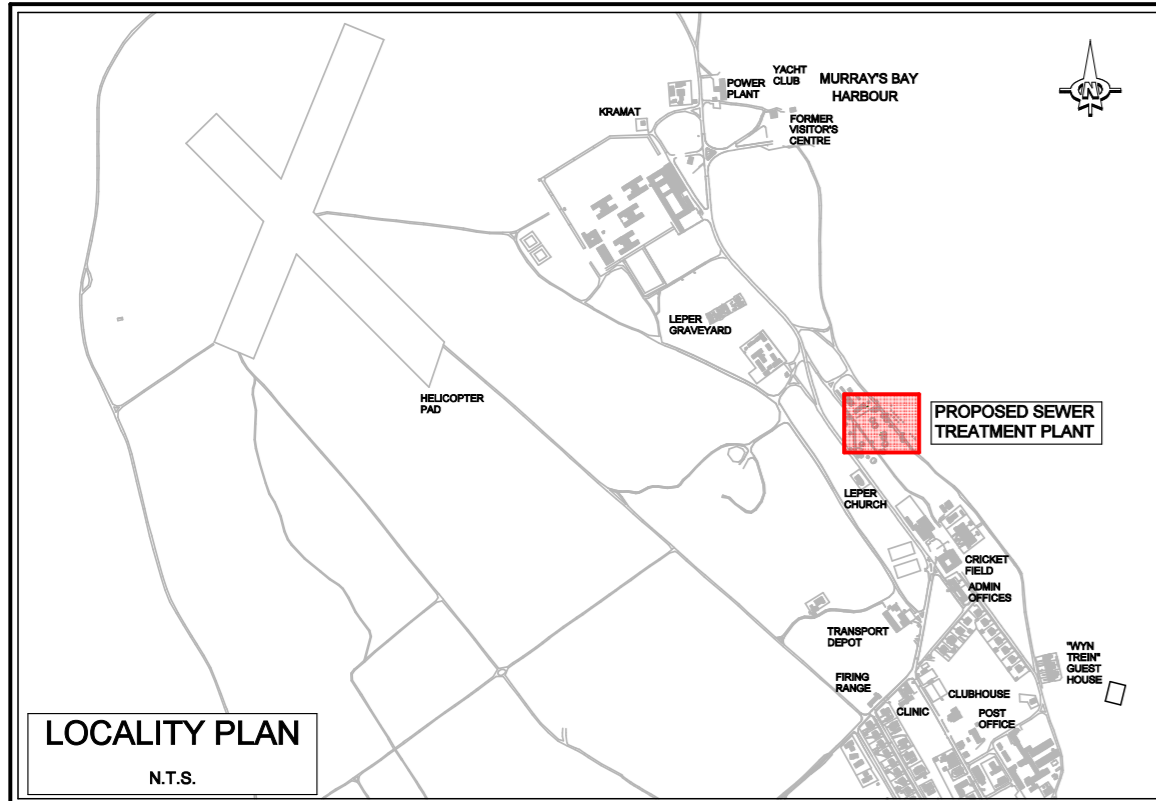 YACHT
CLUB
MURRAY'S BAY
HARBOUR
N
POWER
PLANT
KRAMAT
FORMER
VISITOR'S
CENTRE
LEPER
GRAVEYARD
HELICOPTER
PAD
PROPOSED SEWER
TREATMENT PLANT
LEPER
CHURCH
CRICKET
FIELD
ADMIN
OFFICES
TRANSPORT
DEPOT
"WYN
TREIN"
GUEST
HOUSE
FIRING
RANGE
CLUBHOUSE
CLINIC
POST
OFFICE
LOCALITY PLAN
N.T.S.